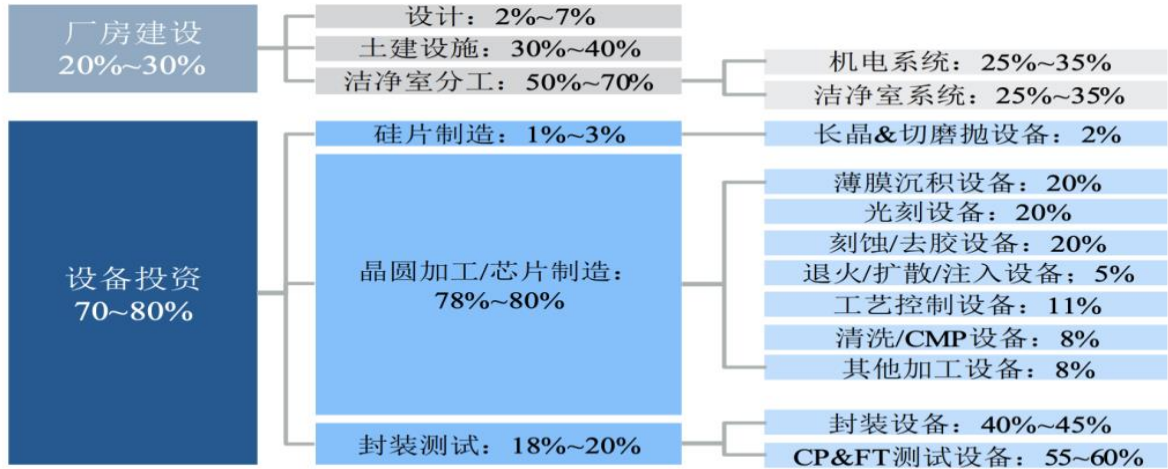 厂房建设
20%~30%
设计：2%~7%
土建设施：30%~40%
洁净室分工：50%~70%
机电系统：25%~35%
洁净室系统：25%~35%
设备投资
70~80%
硅片制造：1%~3%
长晶&切磨抛设备：2%
晶圆加工/芯片制造：
78%~80%
薄膜沉积设备：20%
光刻设备：20%
刻蚀/去胶设备：20%
退火/扩散/注入设备；5%
工艺控制设备：11%
清洗/CMP设备：8%
其他加工设备：8%
封装测试：18%~20%
封装设备：40%~45%
CP&FT测试设备：55~60%